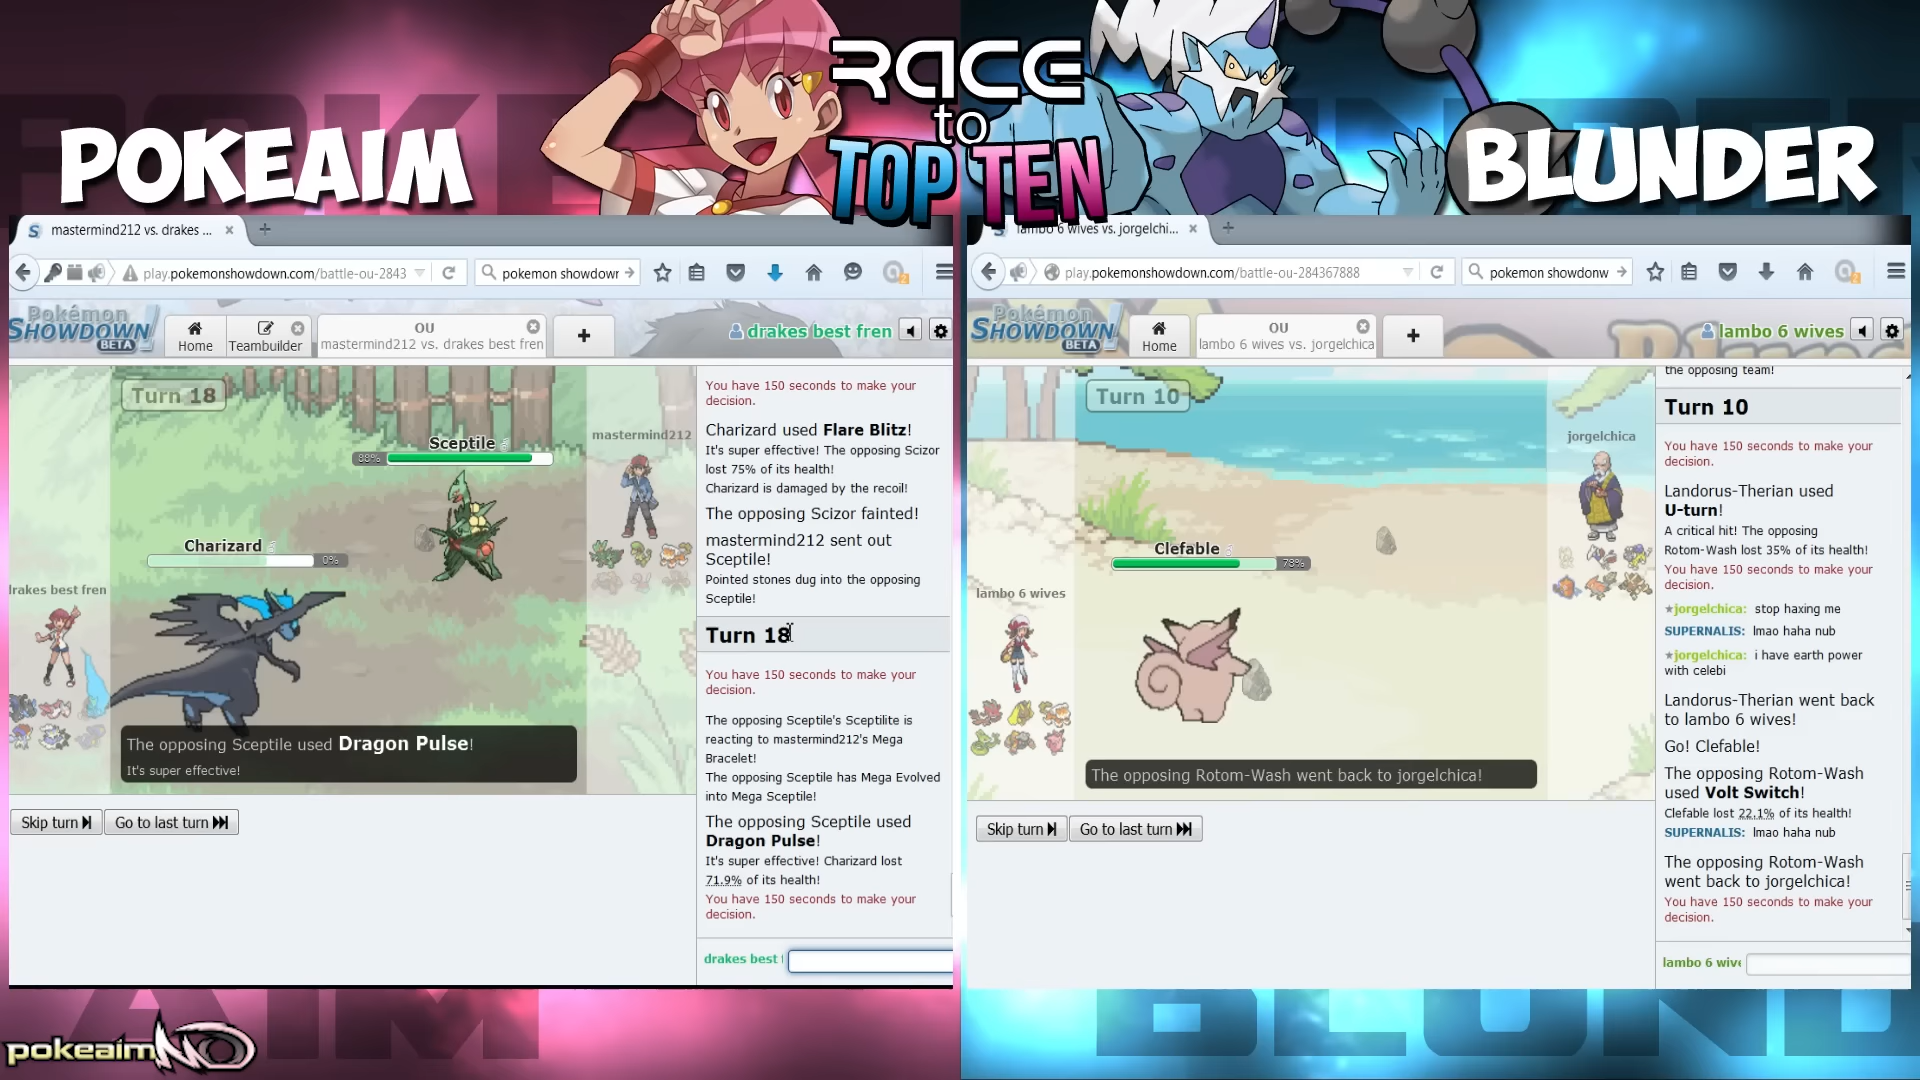 POKEAIM
RACE
to
TOP TEN
BLUNDER
mastermind212 vs. drakes ...
play.pokemonshowdown.com/battle-ou-2843
pokemon showdowr
Pokémon
SHOWDOWN!
BETA
Home
Teambuilder
OU
mastermind212 vs. drakes best fren
drakes best fren
Turn 18
Sceptile
88%
mastermind212
Charizard
0%
drakes best fren
The opposing Sceptile used Dragon Pulse!
It's super effective!
Skip turn
Go to last turn
You have 150 seconds to make your
decision.
Charizard used Flare Blitz!
It's super effective! The opposing Scizor
lost 75% of its health!
Charizard is damaged by the recoil!
The opposing Scizor fainted!
mastermind212 sent out
Sceptile!
Pointed stones dug into the opposing
Sceptile!
Turn 18
You have 150 seconds to make your
decision.
The opposing Sceptile's Sceptilite is
reacting to mastermind212's Mega
Bracelet!
The opposing Sceptile has Mega Evolved
into Mega Sceptile!
The opposing Sceptile used
Dragon Pulse!
It's super effective! Charizard lost
71.9% of its health!
You have 150 seconds to make your
decision.
drakes best
lambo 6 wives vs. jorgelchi...
play.pokemonshowdown.com/battle-ou-284367888
pokemon showdonw
Pokémon
SHOWDOWN!
BETA
Home
OU
lambo 6 wives vs. jorgelchica
lambo 6 wives
Turn 10
jorgelchica
Clefable
78%
lambo 6 wives
The opposing Rotom-Wash went back to jorgelchica!
Skip turn
Go to last turn
the opposing team!
Turn 10
You have 150 seconds to make your
decision.
Landorus-Therian used
U-turn!
A critical hit! The opposing
Rotom-Wash lost 35% of its health!
You have 150 seconds to make your
decision.
★jorgelchica: stop haxing me
SUPERNALIS: lmao haha nub
★jorgelchica: i have earth power
with celebi
Landorus-Therian went back
to lambo 6 wives!
Go! Clefable!
The opposing Rotom-Wash
used Volt Switch!
Clefable lost 22.1% of its health!
SUPERNALIS: lmao haha nub
The opposing Rotom-Wash
went back to jorgelchica!
You have 150 seconds to make your
decision.
lambo 6 wive
pokeaimMD